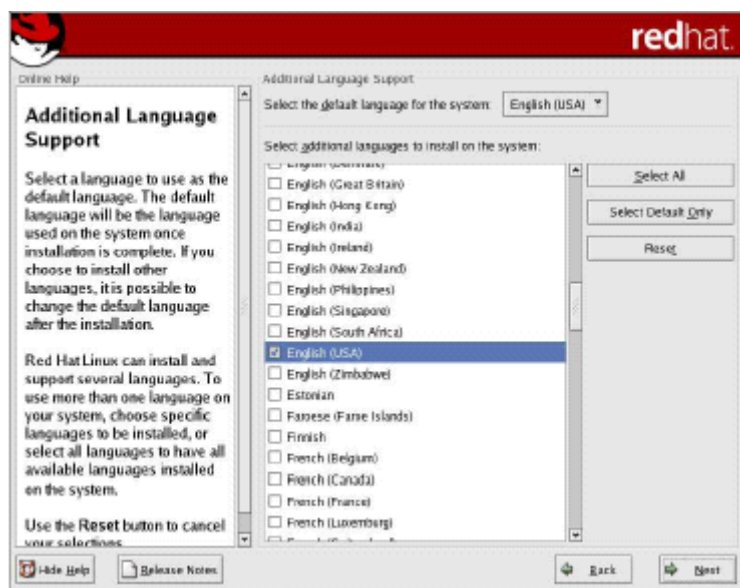 redhat.
Online Help
Additional Language
Support
Select a language to use as the
default language. The default
language will be the language
used on the system once
installation is complete. If you
choose to install other
languages, it is possible to
change the default language
after the installation.
Red Hat Linux can install and
support several languages. To
use more than one language on
your system, choose specific
languages to be installed, or
select all languages to have all
available languages installed
on the system.
Use the Reset button to cancel
your selections
Additional Language Support
Select the default language for the system:
English (USA)
Select additional languages to install on the system:
English (Great Britain)
English (Hong Kong)
English (India)
English (Ireland)
English (New Zealand)
English (Philippines)
English (Singapore)
English (South Africa)
English (USA)
English (Zimbabwe)
Estonian
Faroese (Faroe Islands)
Finnish
French (Belgium)
French (Canada)
French (France)
French (Luxemburg)
Select All
Select Default Only
Reset
Hide Help
Release Notes
Back
Next